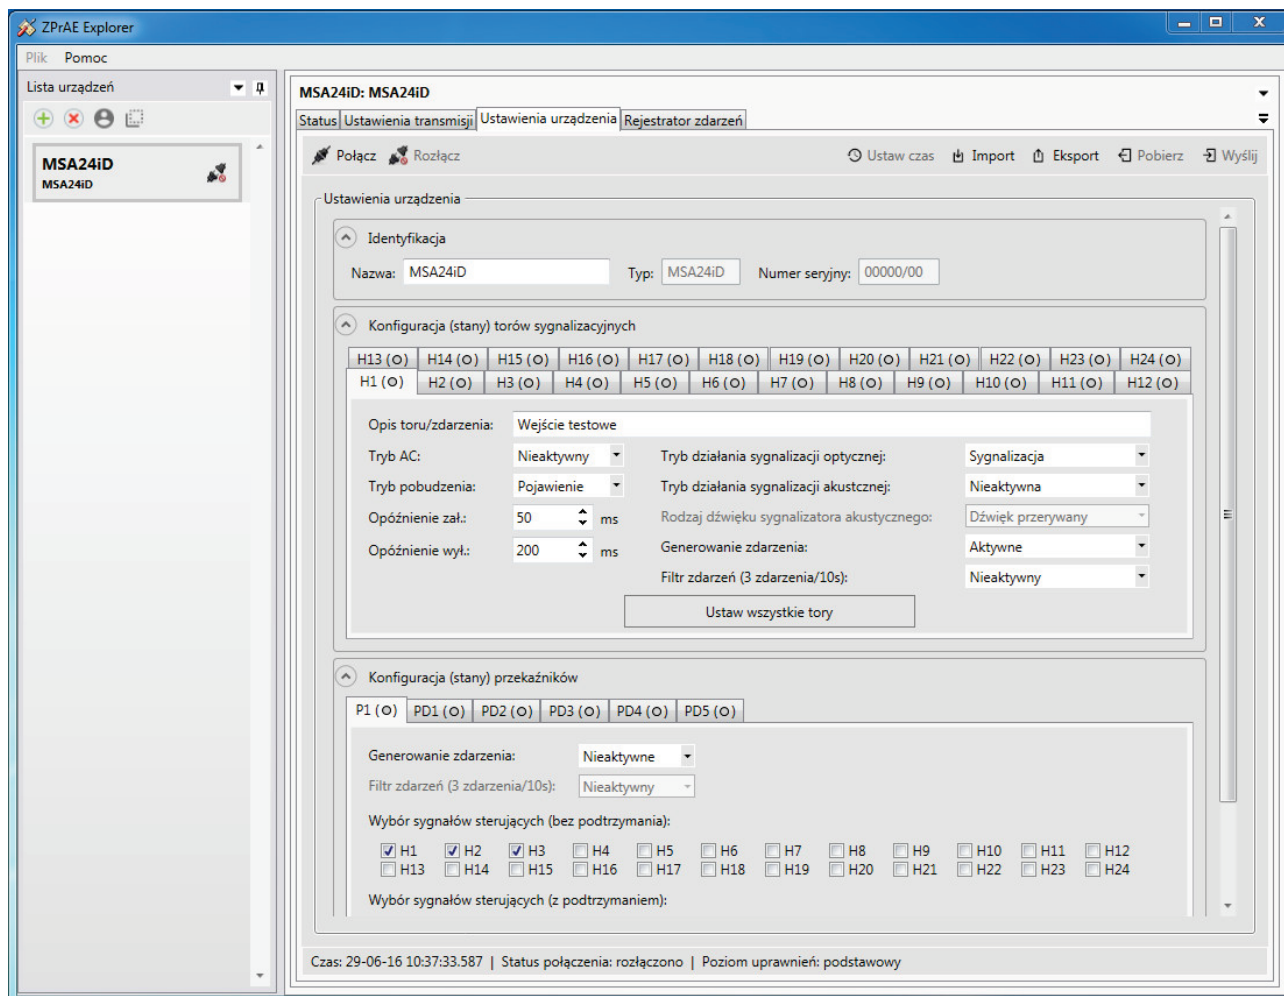 ZPrAE Explorer
Plik Pomoc
Lista urządzeń
MSA24iD
MSA24iD
MSA24iD: MSA24iD
Status Ustawienia transmisji Ustawienia urządzenia Rejestrator zdarzeń
Połącz Rozłącz Ustaw czas Import Eksport Pobierz Wyślij
Ustawienia urządzenia
Identyfikacja
Nazwa: MSA24iD Typ: MSA24iD Numer seryjny: 00000/00
Konfiguracja (stany) torów sygnalizacyjnych
H13 (O) H14 (O) H15 (O) H16 (O) H17 (O) H18 (O) H19 (O) H20 (O) H21 (O) H22 (O) H23 (O) H24 (O)
H1 (O) H2 (O) H3 (O) H4 (O) H5 (O) H6 (O) H7 (O) H8 (O) H9 (O) H10 (O) H11 (O) H12 (O)
Opis toru/zdarzenia: Wejście testowe
Tryb AC: Nieaktywny Tryb działania sygnalizacji optycznej: Sygnalizacja
Tryb pobudzenia: Pojawienie Tryb działania sygnalizacji akustcznej: Nieaktywna
Opóźnienie zał.: 50 ms Rodzaj dźwięku sygnalizatora akustycznego: Dźwięk przerywany
Opóźnienie wył.: 200 ms Generowanie zdarzenia: Aktywne
Filtr zdarzeń (3 zdarzenia/10s): Nieaktywny
Ustaw wszystkie tory
Konfiguracja (stany) przekaźników
P1 (O) PD1 (O) PD2 (O) PD3 (O) PD4 (O) PD5 (O)
Generowanie zdarzenia: Nieaktywne
Filtr zdarzeń (3 zdarzenia/10s): Nieaktywny
Wybór sygnałów sterujących (bez podtrzymania):
H1 H2 H3 H4 H5 H6 H7 H8 H9 H10 H11 H12
H13 H14 H15 H16 H17 H18 H19 H20 H21 H22 H23 H24
Wybór sygnałów sterujących (z podtrzymaniem):
Czas: 29-06-16 10:37:33.587 | Status połączenia: rozłączono | Poziom uprawnień: podstawowy